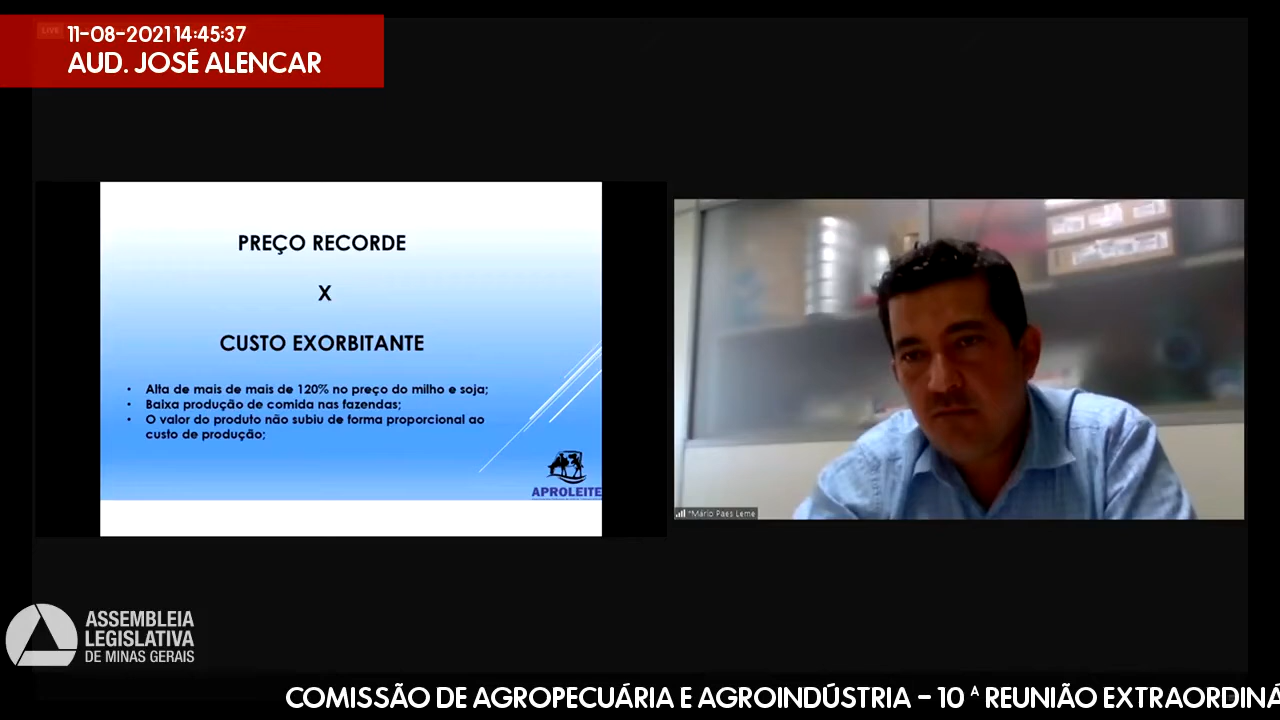 LIVE
11-08-2021 14:45:37
AUD. JOSÉ ALENCAR
PREÇO RECORDE
X
CUSTO EXORBITANTE
• Alta de mais de mais de 120% no preço do milho e soja;
• Baixa produção de comida nas fazendas;
• O valor do produto não subiu de forma proporcional ao
custo de produção;
APROLEITE
*Mário Paes Leme
ASSEMBLEIA
LEGISLATIVA
DE MINAS GERAIS
COMISSÃO DE AGROPECUÁRIA E AGROINDÚSTRIA – 10 ª REUNIÃO EXTRAORDINÁ